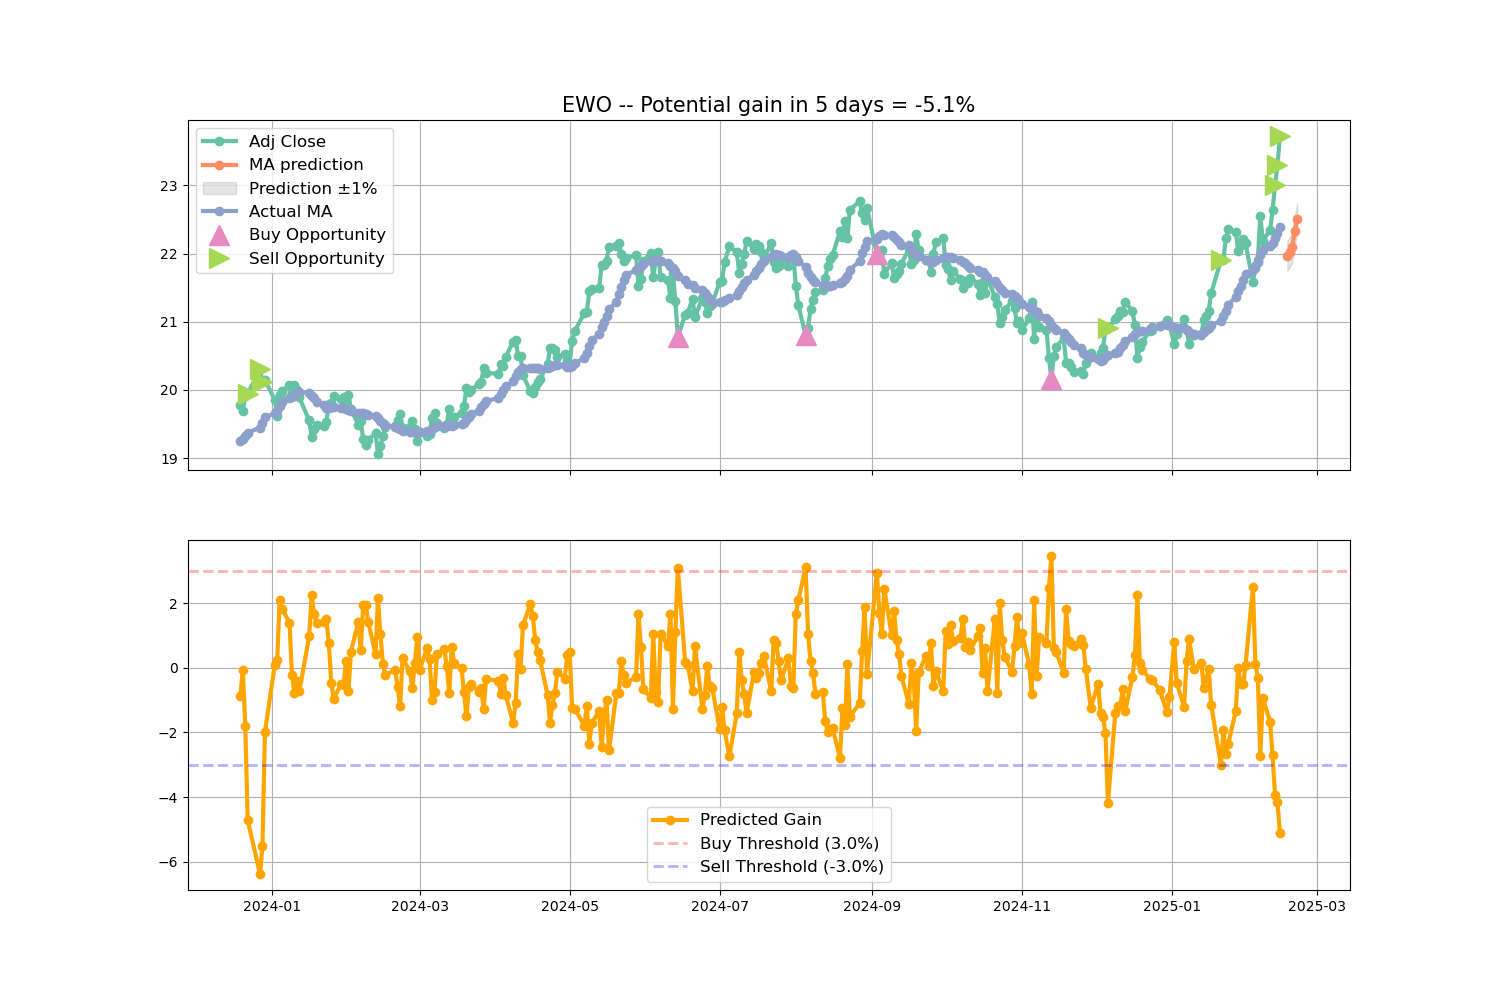 EWO -- Potential gain in 5 days = -5.1%
Adj Close
MA prediction
Prediction ±1%
Actual MA
Buy Opportunity
Sell Opportunity
23
22
21
20
19
2
0
−2
−4
−6
Predicted Gain
Buy Threshold (3.0%)
Sell Threshold (-3.0%)
2024-01 2024-03 2024-05 2024-07 2024-09 2024-11 2025-01 2025-03